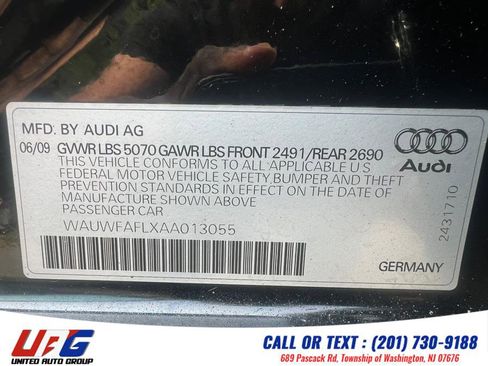 MFD. BY AUDI AG
06/09 GVWR LBS 5070 GAWR LBS FRONT 2491/REAR 2690
THIS VEHICLE CONFORMS TO ALL APPLICABLE U S
FEDERAL MOTOR VEHICLE SAFETY, BUMPER AND THEFT
PREVENTION STANDARDS IN EFFECT ON THE DATE OF
MANUFACTURE SHOWN ABOVE
PASSENGER CAR
WAUWFAFLXAA013055
Audi
2431710
GERMANY
UFG
UNITED AUTO GROUP
CALL OR TEXT : (201) 730-9188
689 Pascack Rd, Township of Washington, NJ 07676